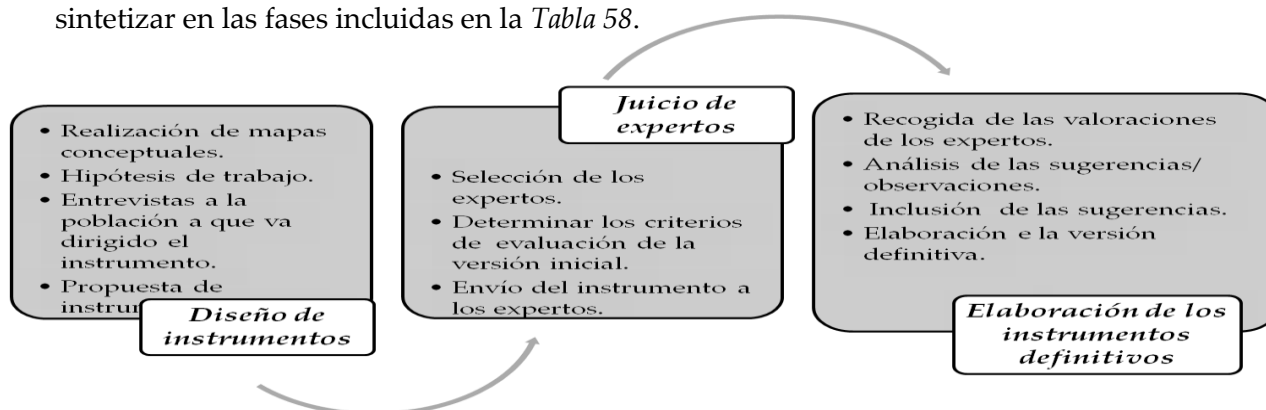 sintetizar en las fases incluidas en la Tabla 58.
• Realización de mapas
conceptuales.
• Hipótesis de trabajo.
• Entrevistas a la
población a que va
dirigido el
instrumento.
• Propuesta de
Diseño de
instrumentos
Juicio de
expertos
• Selección de los
expertos.
• Determinar los criterios
de evaluación de la
versión inicial.
• Envío del instrumento a
los expertos.
• Recogida de las valoraciones
de los expertos.
• Análisis de las sugerencias/
observaciones.
• Inclusión de las sugerencias.
• Elaboración e la versión
definitiva.
Elaboración de los
instrumentos
definitivos